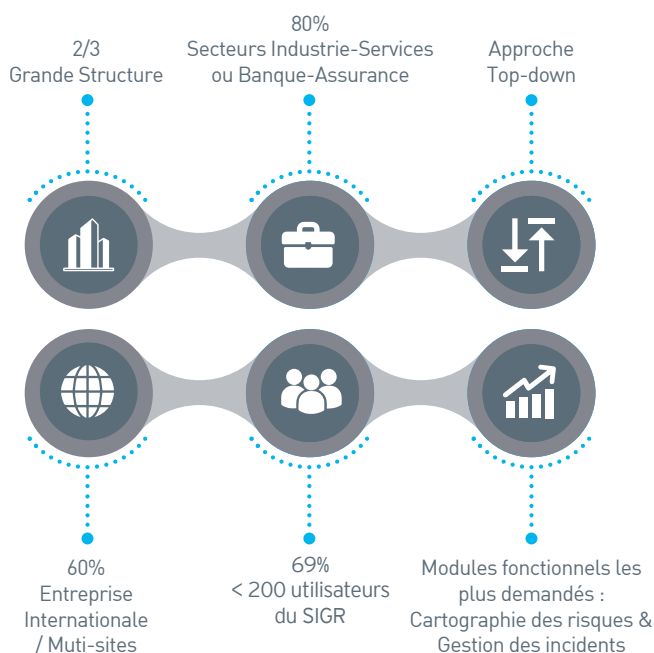 2/3
Grande Structure
80%
Secteurs Industrie-Services
ou Banque-Assurance
Approche
Top-down
60%
Entreprise
Internationale
/ Muti-sites
69%
< 200 utilisateurs
du SIGR
Modules fonctionnels les
plus demandés :
Cartographie des risques &
Gestion des incidents